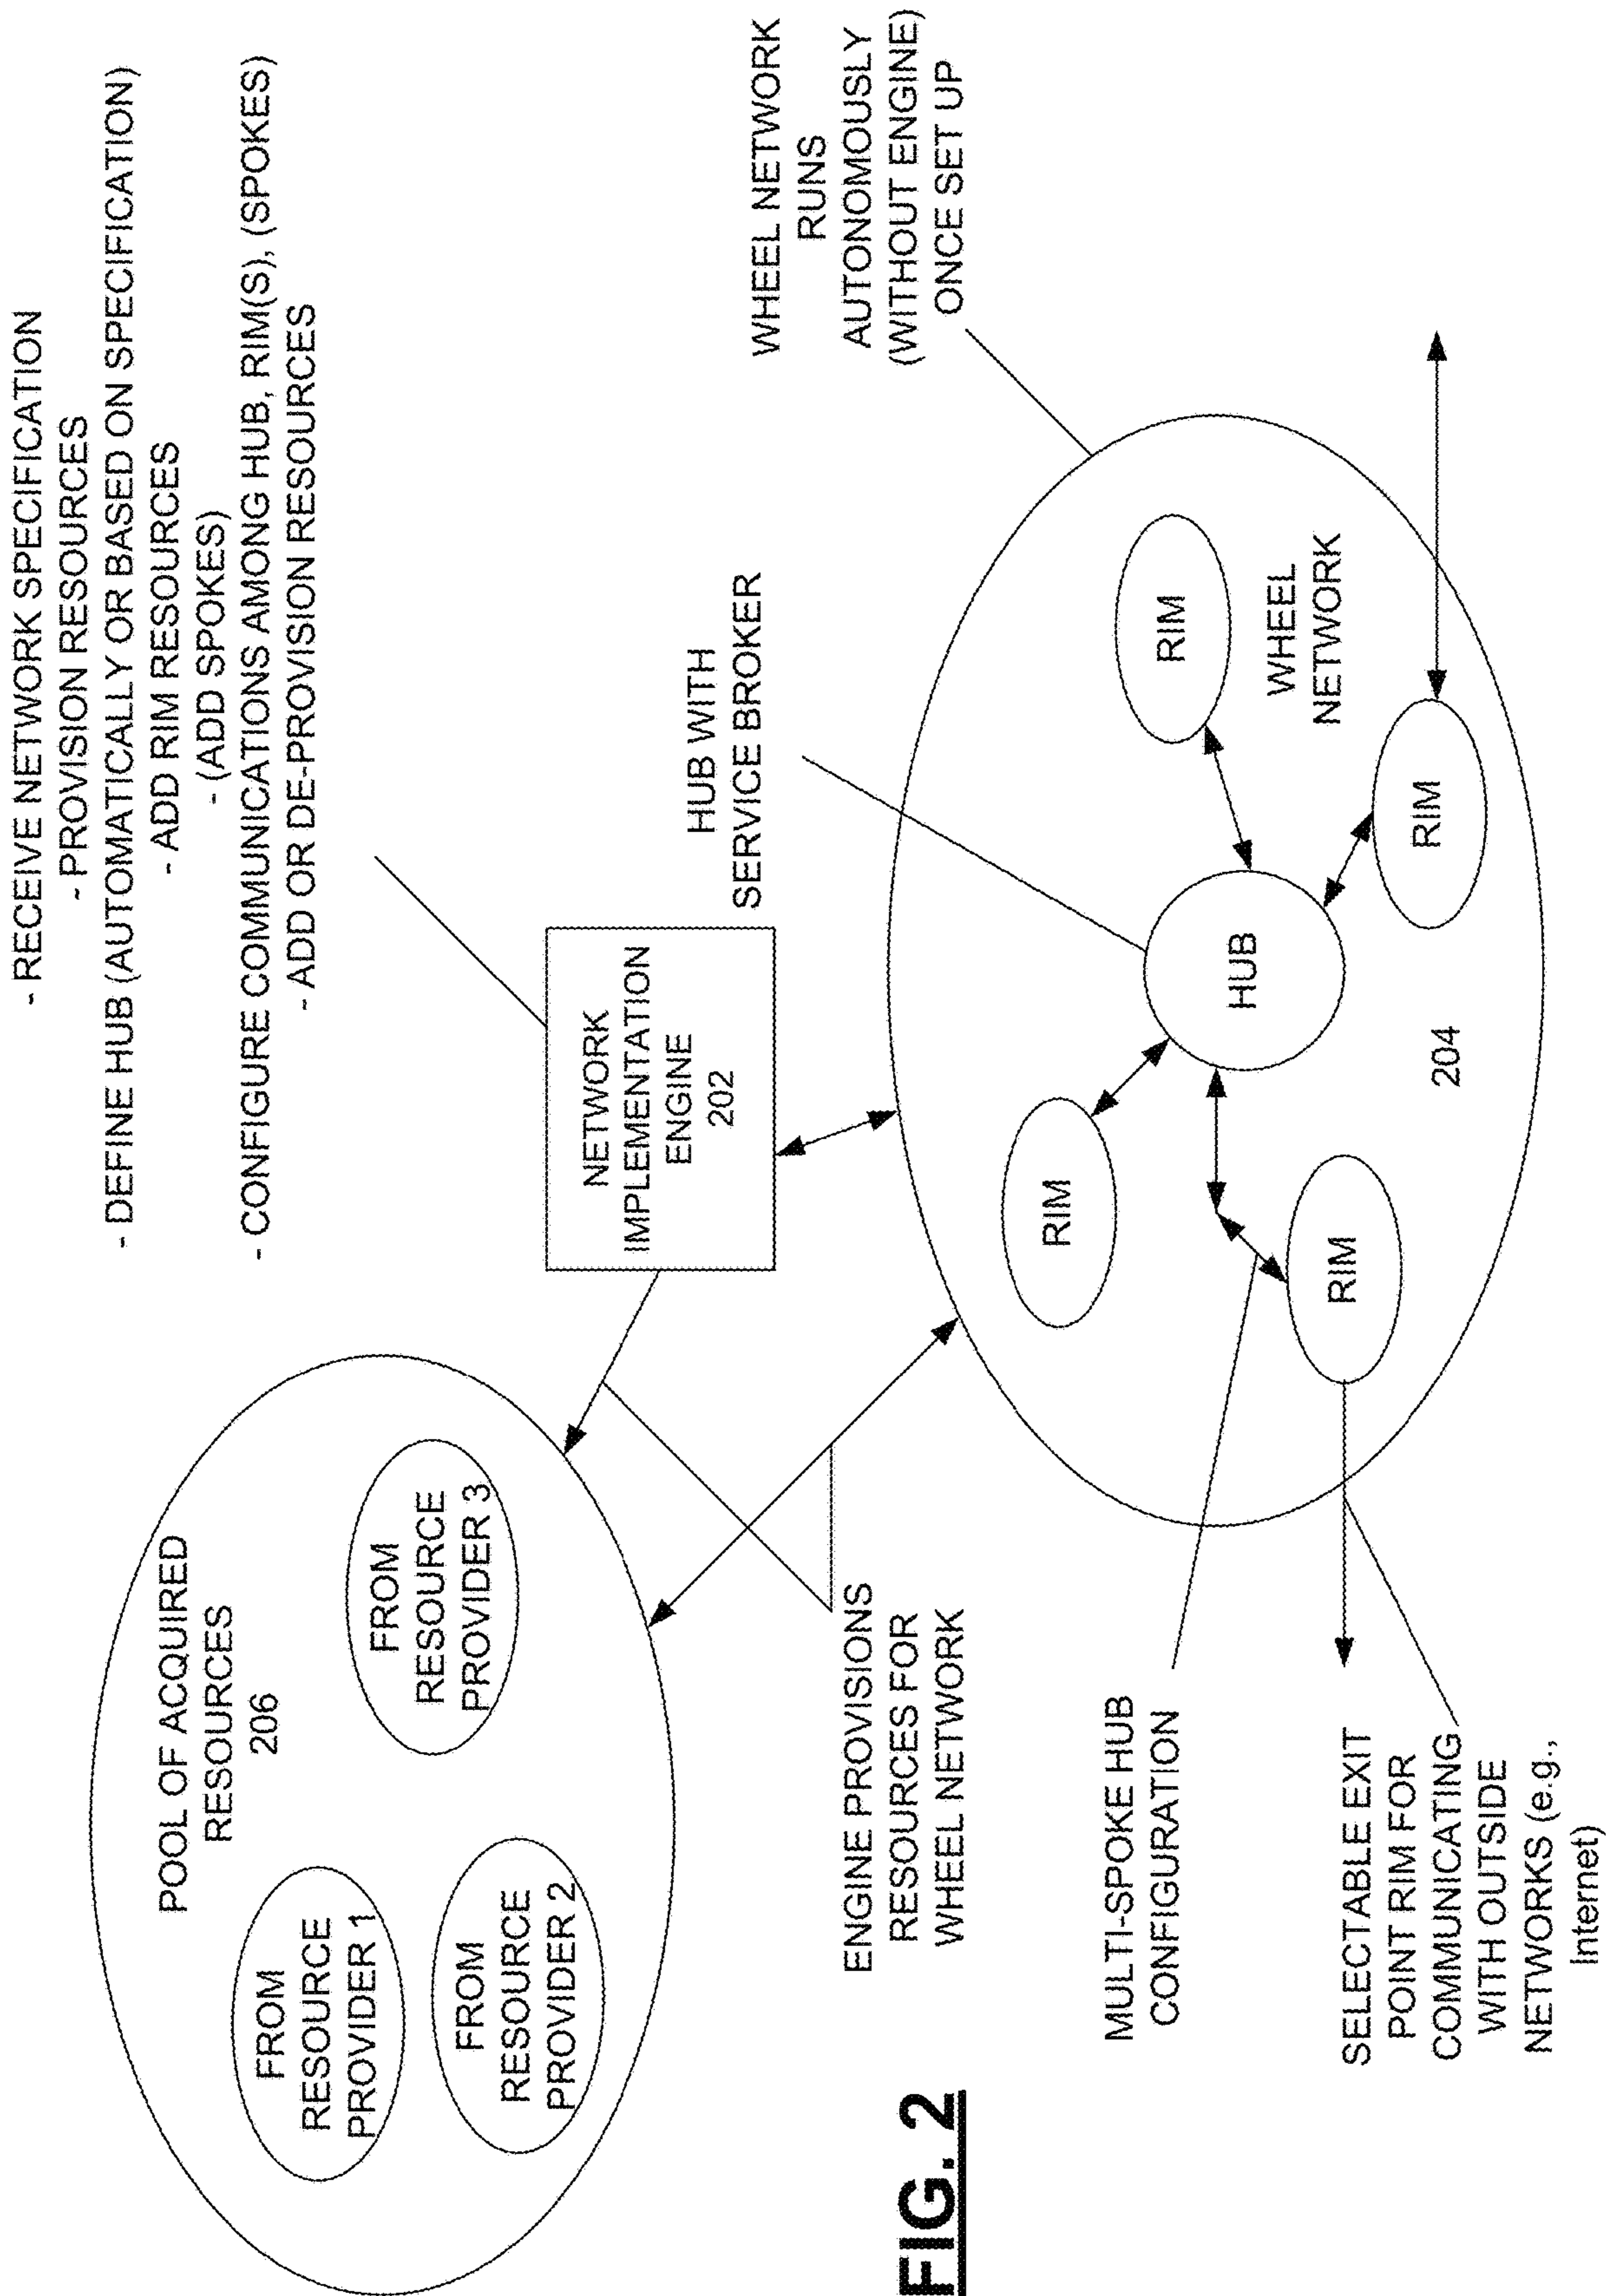 - RECEIVE NETWORK SPECIFICATION
- PROVISION RESOURCES
- DEFINE HUB (AUTOMATICALLY OR BASED ON SPECIFICATION)
- ADD RIM RESOURCES
- (ADD SPOKES)
- CONFIGURE COMMUNICATIONS AMONG HUB, RIM(S), (SPOKES)
- ADD OR DE-PROVISION RESOURCES
POOL OF ACQUIRED
RESOURCES
206
FROM
RESOURCE
PROVIDER 1
FROM
RESOURCE
PROVIDER 2
FROM
RESOURCE
PROVIDER 3
NETWORK
IMPLEMENTATION
ENGINE
202
HUB WITH
SERVICE BROKER
WHEEL NETWORK
RUNS
AUTONOMOUSLY
(WITHOUT ENGINE)
ONCE SET UP
ENGINE PROVISIONS
RESOURCES FOR
WHEEL NETWORK
RIM
RIM
HUB
WHEEL
NETWORK
RIM
RIM
204
MULTI-SPOKE HUB
CONFIGURATION
SELECTABLE EXIT
POINT RIM FOR
COMMUNICATING
WITH OUTSIDE
NETWORKS (e.g.,
Internet)
FIG. 2